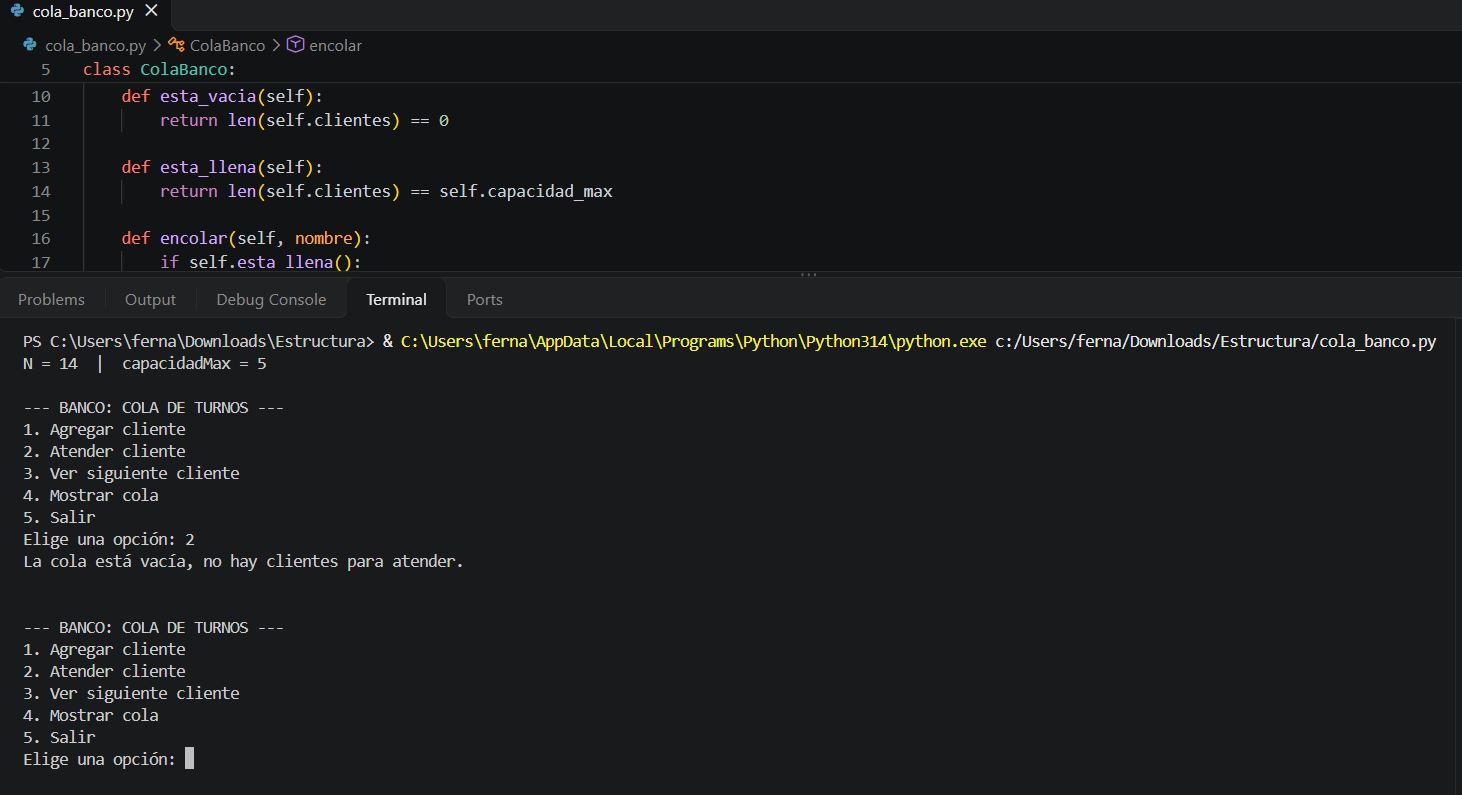 cola_banco.py
cola_banco.py > ColaBanco > encolar
5 class ColaBanco:
10 def esta_vacia(self):
11 return len(self.clientes) == 0
12
13 def esta_llena(self):
14 return len(self.clientes) == self.capacidad_max
15
16 def encolar(self, nombre):
17 if self.esta_llena():
Problems Output Debug Console Terminal Ports
PS C:\Users\ferna\Downloads\Estructura> & C:\Users\ferna\AppData\Local\Programs\Python\Python314\python.exe c:/Users/ferna/Downloads/Estructura/cola_banco.py
N = 14 | capacidadMax = 5
--- BANCO: COLA DE TURNOS ---
1. Agregar cliente
2. Atender cliente
3. Ver siguiente cliente
4. Mostrar cola
5. Salir
Elige una opción: 2
La cola está vacía, no hay clientes para atender.
--- BANCO: COLA DE TURNOS ---
1. Agregar cliente
2. Atender cliente
3. Ver siguiente cliente
4. Mostrar cola
5. Salir
Elige una opción: